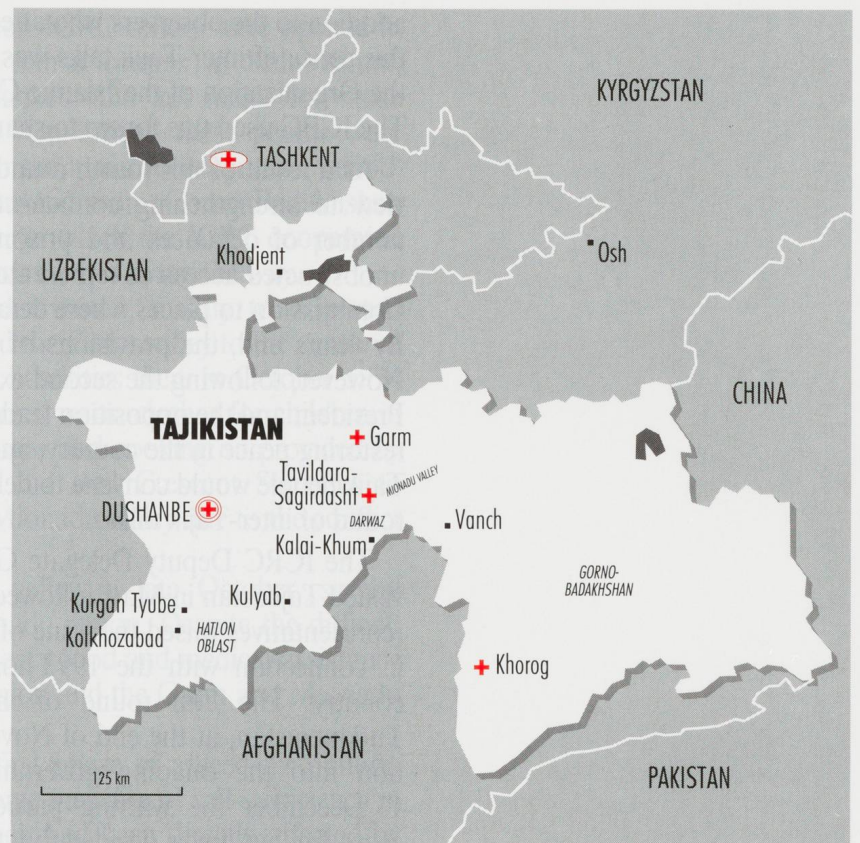 KYRGYZSTAN
TASHKENT
Khodjent
Osh
UZBEKISTAN
CHINA
TAJIKISTAN
Garm
Tavildara-
Sagirdasht
MIONADU VALLEY
DUSHANBE
DARWAZ
Vanch
Kalai-Khum
GORNO-
BADAKHSHAN
Kurgan Tyube
Kulyab
Kolkhozabad
HATLON
OBLAST
Khorog
AFGHANISTAN
PAKISTAN
125 km